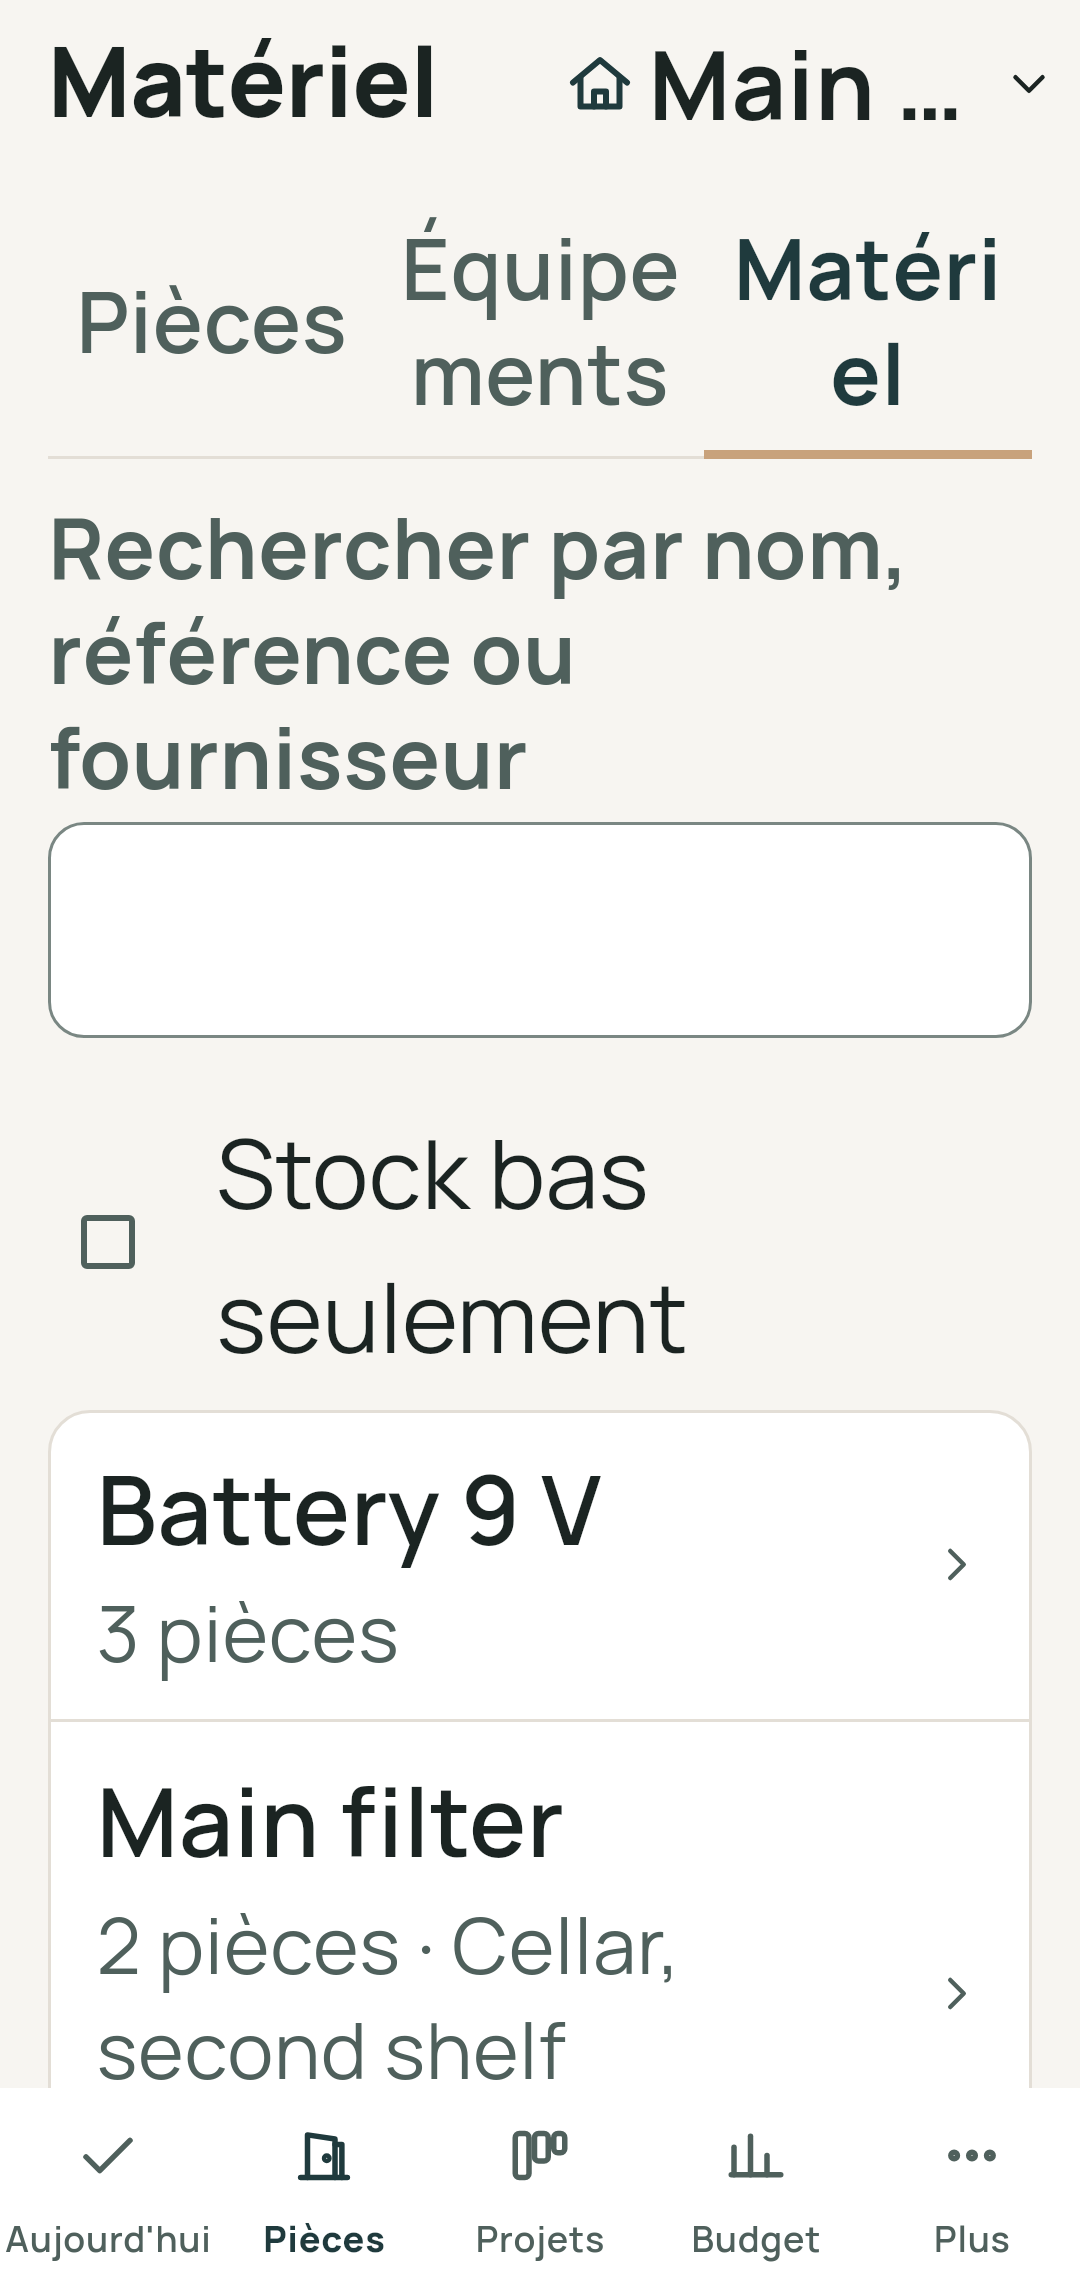 Matériel
Main ...
Pièces
Équipe
ments
Matéri
el
Rechercher par nom,
référence ou
fournisseur
Stock bas
seulement
Battery 9 V
3 pièces
Main filter
2 pièces · Cellar,
second shelf
Aujourd'hui
Pièces
Projets
Budget
Plus